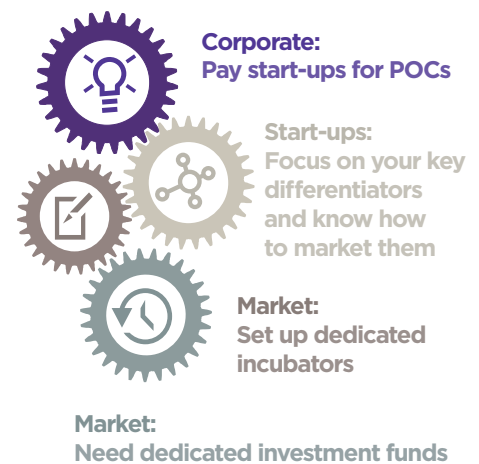 Corporate:
Pay start-ups for POCs
Start-ups:
Focus on your key
differentiators
and know how
to market them
Market:
Set up dedicated
incubators
Market:
Need dedicated investment funds